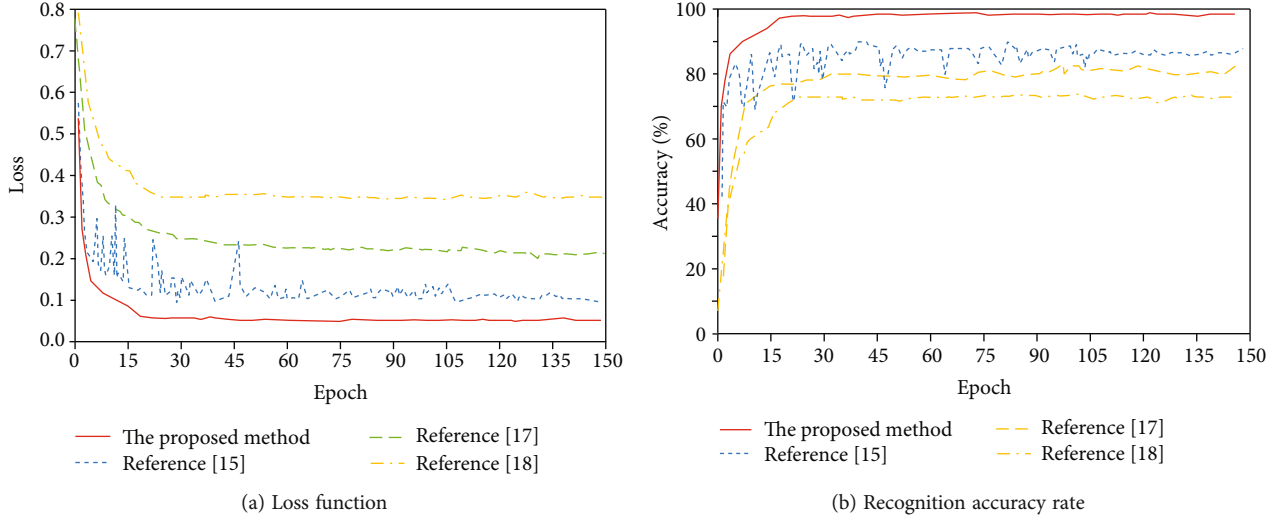 0.8
0.7
0.6
0.5
0.4
0.3
0.2
0.1
0.0
Loss
0 15 30 45 60 75 90 105 120 135 150
Epoch
The proposed method
Reference [15]
Reference [17]
Reference [18]
(a) Loss function
100
80
60
40
20
0
Accuracy (%)
0 15 30 45 60 75 90 105 120 135 150
Epoch
The proposed method
Reference [15]
Reference [17]
Reference [18]
(b) Recognition accuracy rate